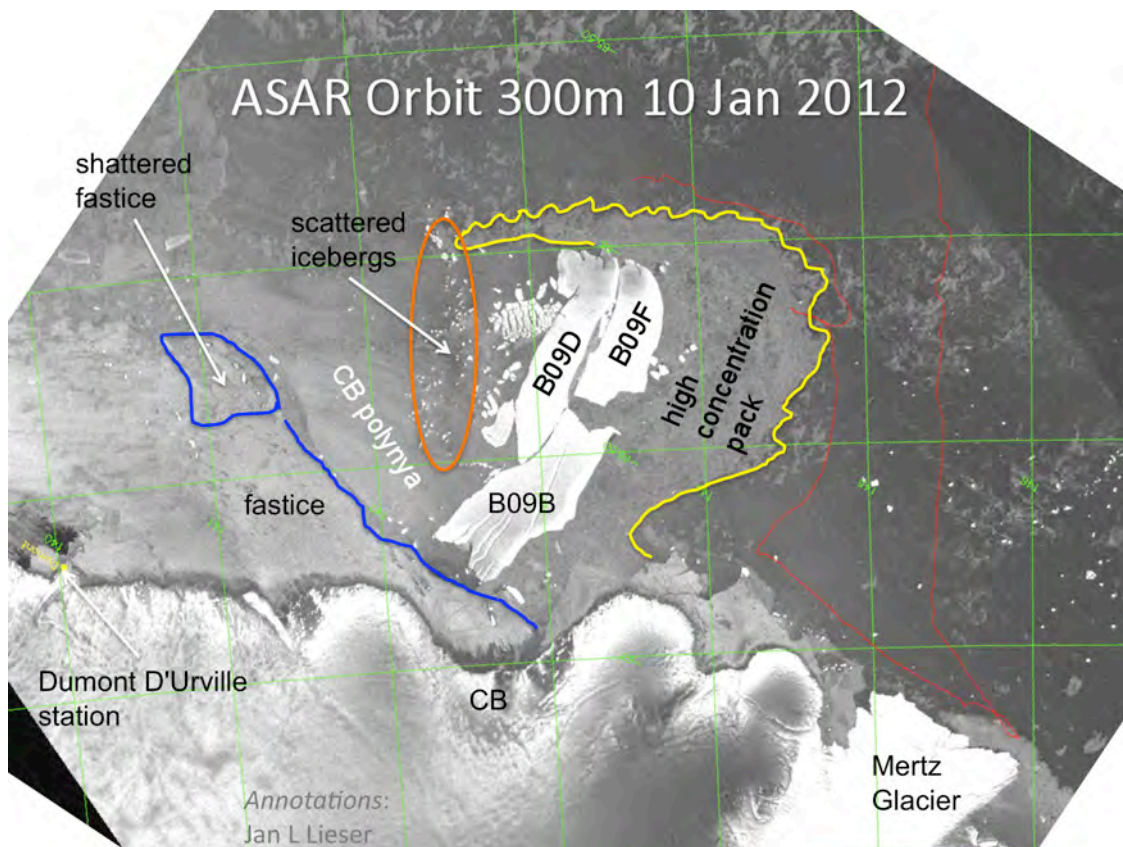 ASAR Orbit 300m 10 Jan 2012
shattered
fastice
scattered
icebergs
B09D
B09F
high
concentration
pack
CB polynya
fastice
B09B
140
Dumont D'Urville
station
CB
Mertz
Glacier
Annotations:
Jan L Lieser